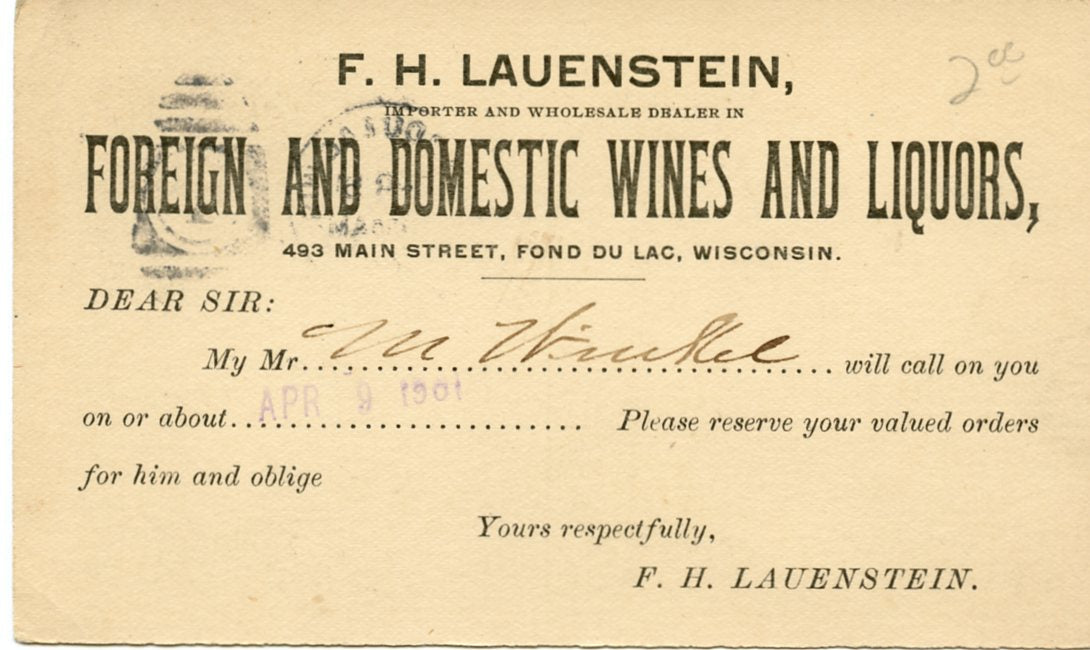 F. H. LAUENSTEIN,
IMPORTER AND WHOLESALE DEALER IN
FOREIGN AND DOMESTIC WINES AND LIQUORS,
493 MAIN STREET, FOND DU LAC, WISCONSIN.
DEAR SIR:
My Mr. M Winkel will call on you
on or about APR 9 1901 Please reserve your valued orders
for him and oblige
Yours respectfully,
F. H. LAUENSTEIN.